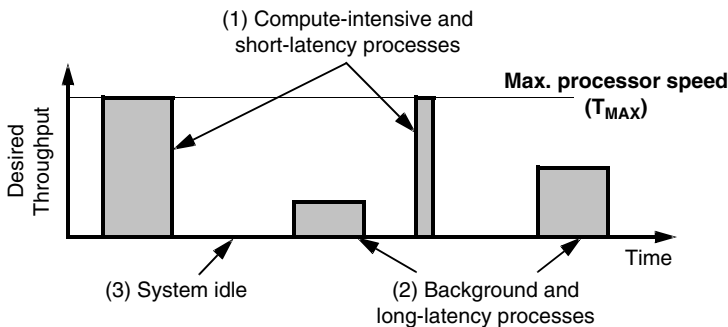 (1) Compute-intensive and
short-latency processes
Max. processor speed
(TMAX)
Desired
Throughput
Time
(3) System idle
(2) Background and
long-latency processes